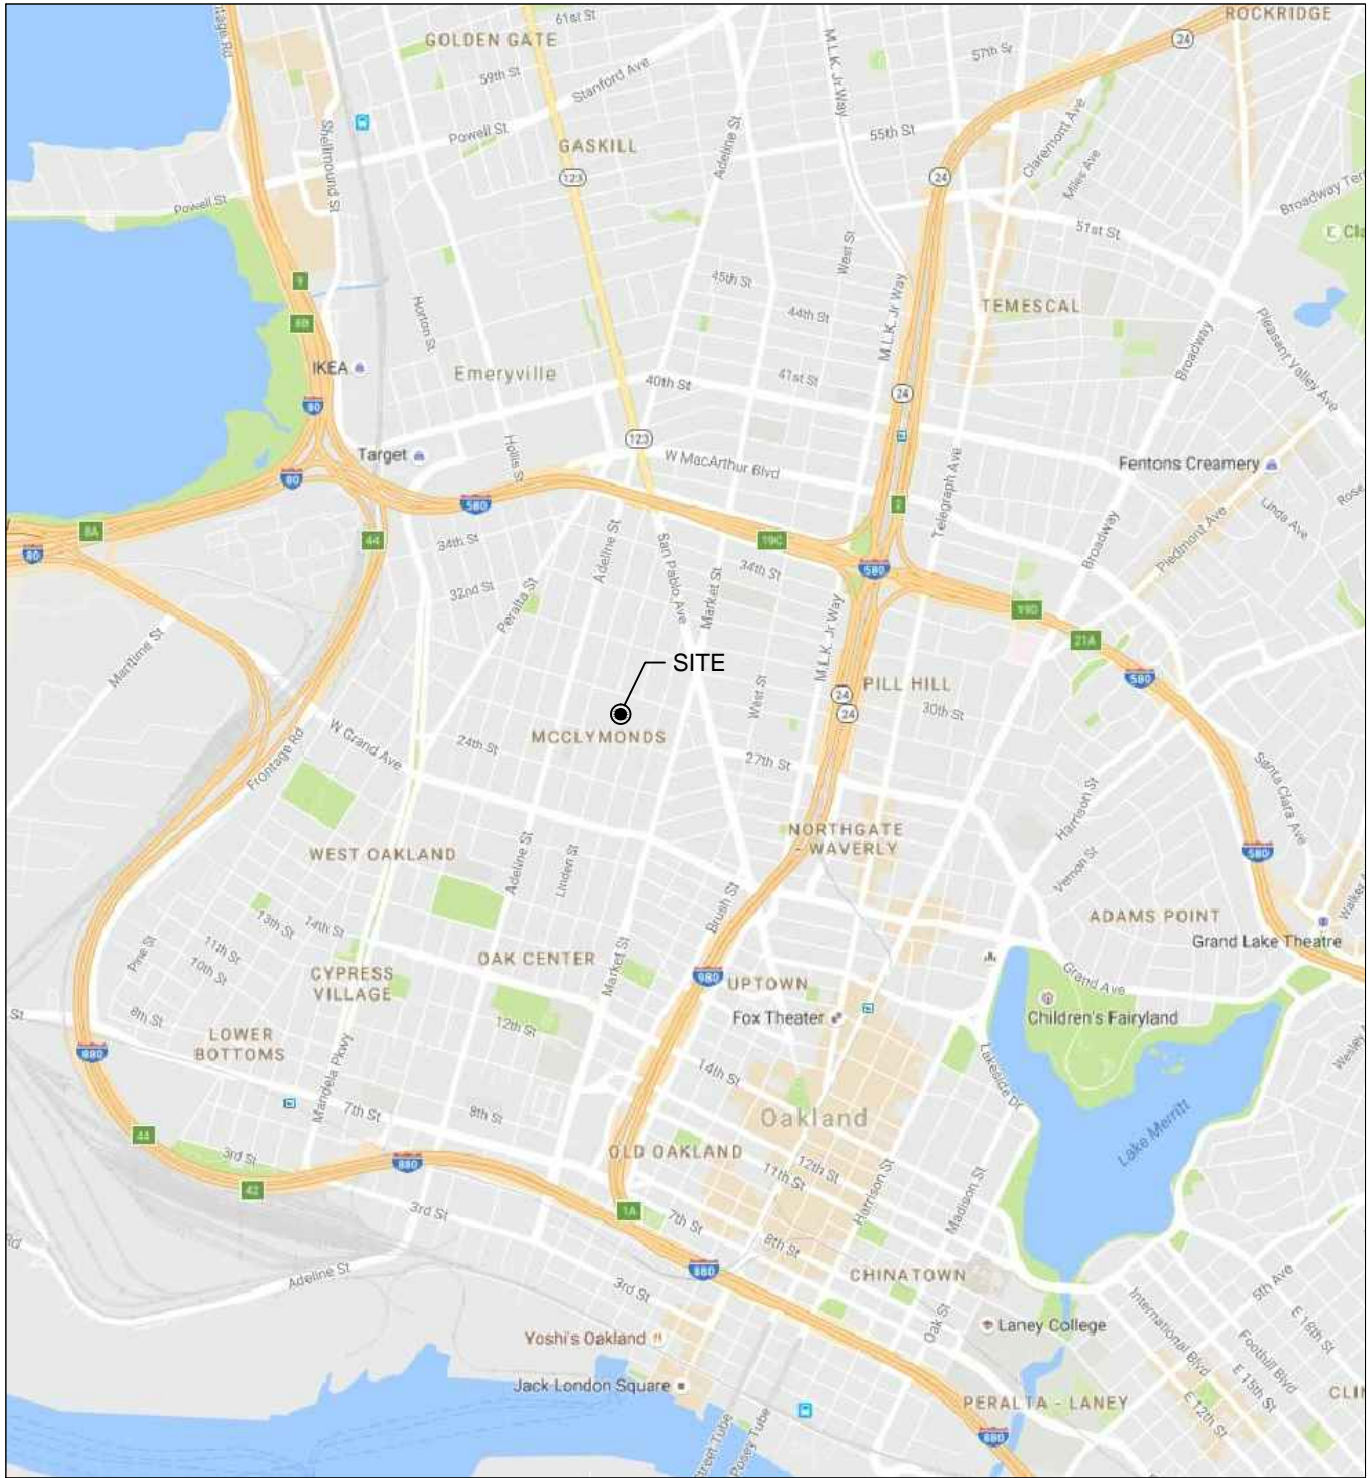 ROCKRIDGE
61st St
GOLDEN GATE
24
57th St
59th St
Stanford Ave
M.L.K. Jr Way
Shellmound St
Powell St
55th St
GASKILL
Adeline St
Claremont Ave
Miles Ave
123
24
Broadway Ter
Powell St
51st St
West St
45th St
TEMESCAL
44th St
M.L.K. Jr Way
Horton St
Broadway
Pleasant Valley Ave
IKEA
Emeryville
40th St
41st St
24
80
Target
Hollis St
123
W MacArthur Blvd
Fentons Creamery
Telegraph Ave
80
580
2
Linda Ave
Rose
8A
44
34th St
Adeline St
San Pablo Ave
19C
Piedmont Ave
Broadway
80
34th St
580
32nd St
Peralta St
Market St
M.L.K. Jr Way
19D
21A
Maritime St
SITE
580
24
PILL HILL
West St
24
30th St
MCCLYMONDS
W Grand Ave
24th St
Frontage Rd
27th St
Santa Clara Ave
Harrison St
NORTHGATE
- WAVERLY
WEST OAKLAND
Adeline St
Linden St
580
Vernon St
Brush St
Walker
13th St
14th St
ADAMS POINT
Pine St
11th St
10th St
Grand Lake Theatre
OAK CENTER
Market St
CYPRESS
VILLAGE
980
UPTOWN
Grand Ave
8th St
Fox Theater
Children's Fairyland
St
LOWER
BOTTOMS
12th St
880
Mandela Pkwy
14th St
Lakeside Dr
Wesley
7th St
8th St
Oakland
Lake Merritt
44
3rd St
880
OLD OAKLAND
12th St
11th St
42
Harrison St
Madison St
3rd St
1A
7th St
8th St
Rd
Adeline St
880
CHINATOWN
3rd St
5th Ave
E 18th St
International Blvd
Yoshi's Oakland
Oak St
Laney College
Foothill Blvd
E 15th St
Jack London Square
PERALTA - LANEY
E 12th St
CLIN
880
Street Tube
Posey Tube